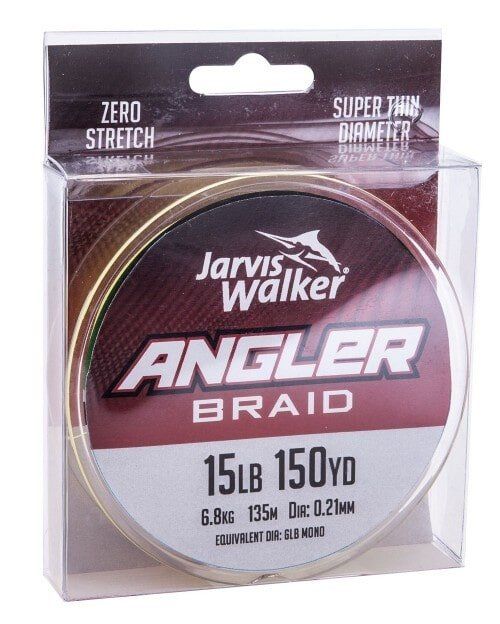 ZERO
STRETCH
SUPER THIN
DIAMETER
Jarvis
Walker®
ANGLER
BRAID
15LB 150YD
6.8KG 135M DIA: 0.21MM
EQUIVALENT DIA: 6LB MONO